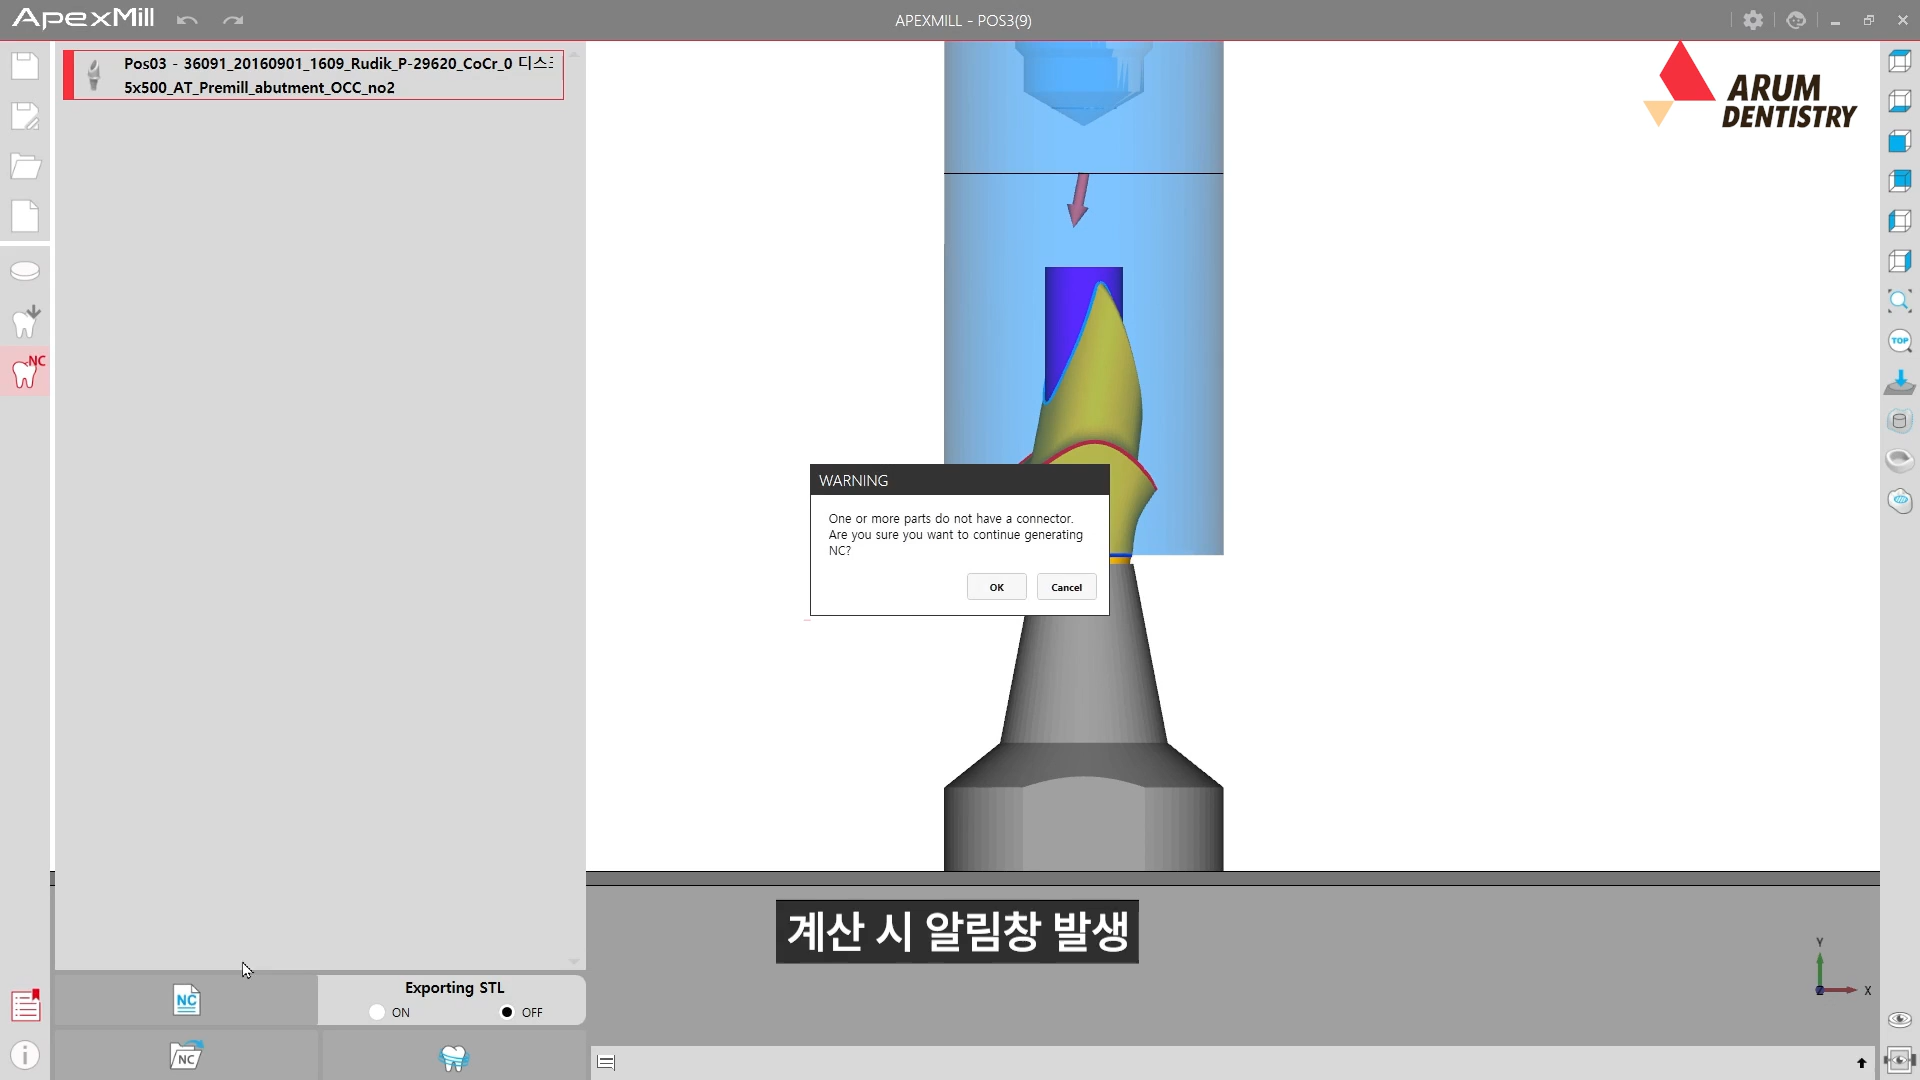 ApexMill
APEXMILL - POS3(9)
Pos03 - 36091_20160901_1609_Rudik_P-29620_CoCr_0 디스크
5x500_AT_Premill_abutment_OCC_no2
ARUM
DENTISTRY
NC
TOP
WARNING
One or more parts do not have a connector.
Are you sure you want to continue generating
NC?
OK
Cancel
계산 시 알림창 발생
Y
X
NC
Exporting STL
ON
OFF
NC